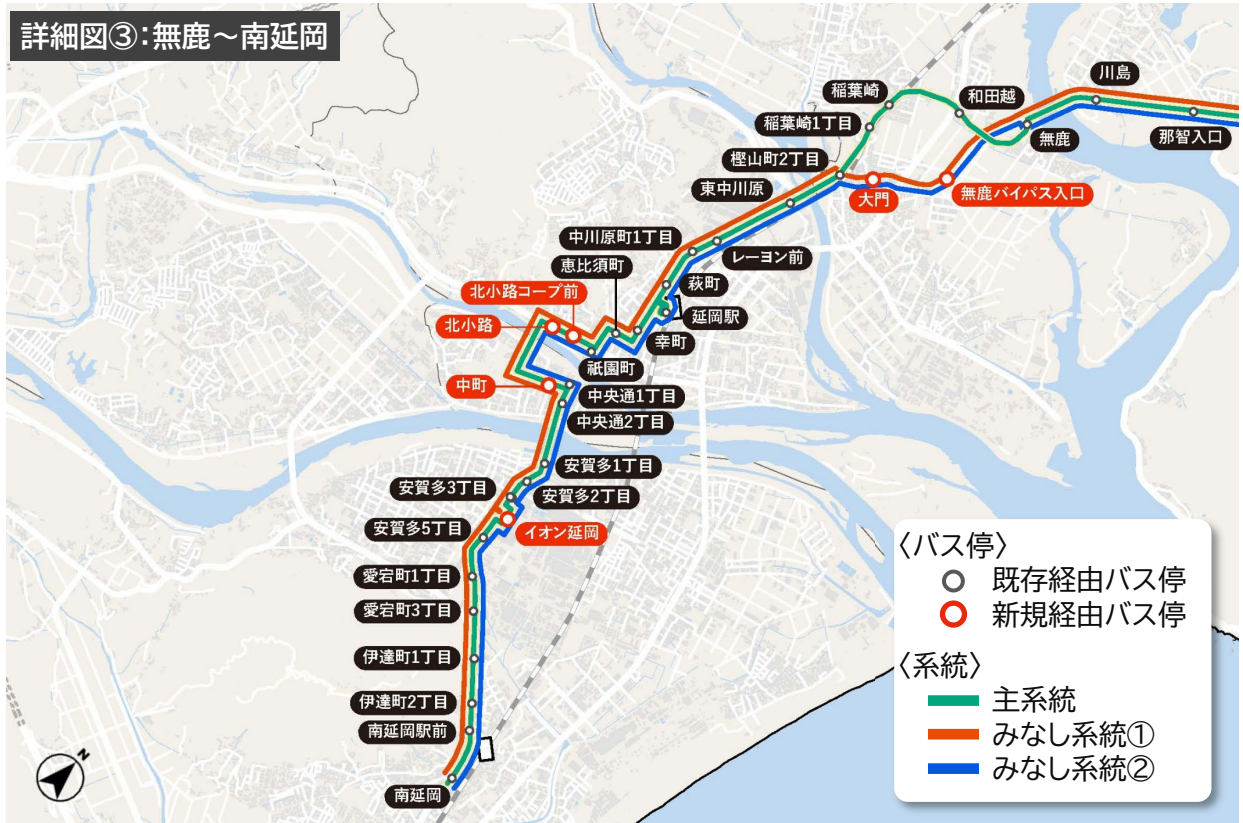 詳細図③:無鹿～南延岡
川島
稲葉崎
和田越
稲葉崎1丁目
無鹿
那智入口
樫山町2丁目
東中川原
大門
無鹿バイパス入口
中川原町1丁目
レーヨン前
恵比須町
萩町
北小路コープ前
延岡駅
北小路
幸町
祇園町
中町
中央通1丁目
中央通2丁目
安賀多1丁目
安賀多3丁目
安賀多2丁目
安賀多5丁目
イオン延岡
愛宕町1丁目
愛宕町3丁目
伊達町1丁目
伊達町2丁目
南延岡駅前
南延岡
N
〈バス停〉
既存経由バス停
新規経由バス停
〈系統〉
主系統
みなし系統①
みなし系統②